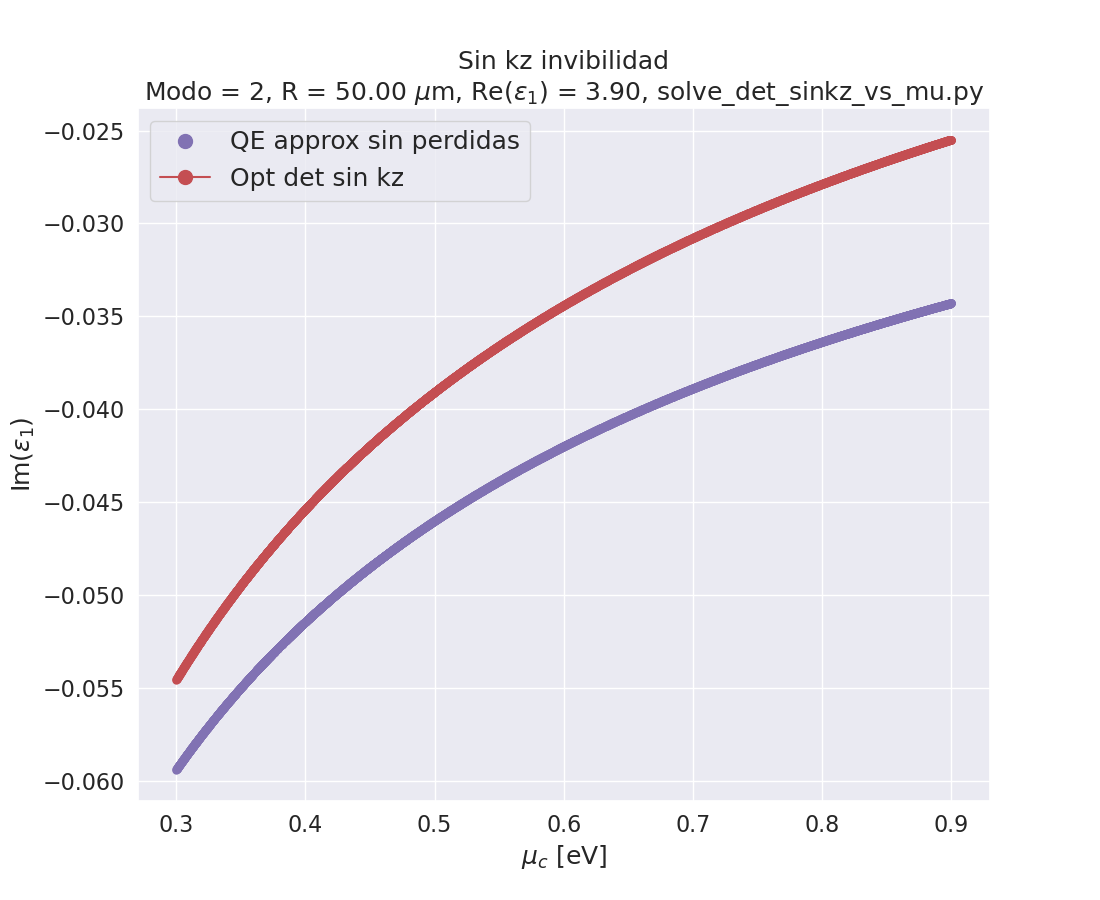 Sin kz invibilidad
Modo = 2, R = 50.00 μm, Re(ε₁) = 3.90, solve_det_sinkz_vs_mu.py
QE approx sin perdidas
Opt det sin kz
Im(ε₁)
−0.025
−0.030
−0.035
−0.040
−0.045
−0.050
−0.055
−0.060
0.3 0.4 0.5 0.6 0.7 0.8 0.9
μ_c [eV]